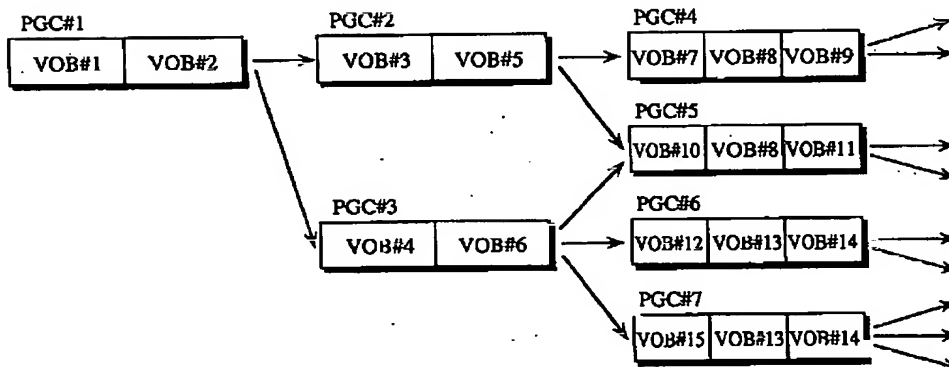 PGC#1
VOB#1 VOB#2
PGC#2
VOB#3 VOB#5
PGC#4
VOB#7 VOB#8 VOB#9
PGC#5
VOB#10 VOB#8 VOB#11
PGC#3
VOB#4 VOB#6
PGC#6
VOB#12 VOB#13 VOB#14
PGC#7
VOB#15 VOB#13 VOB#14